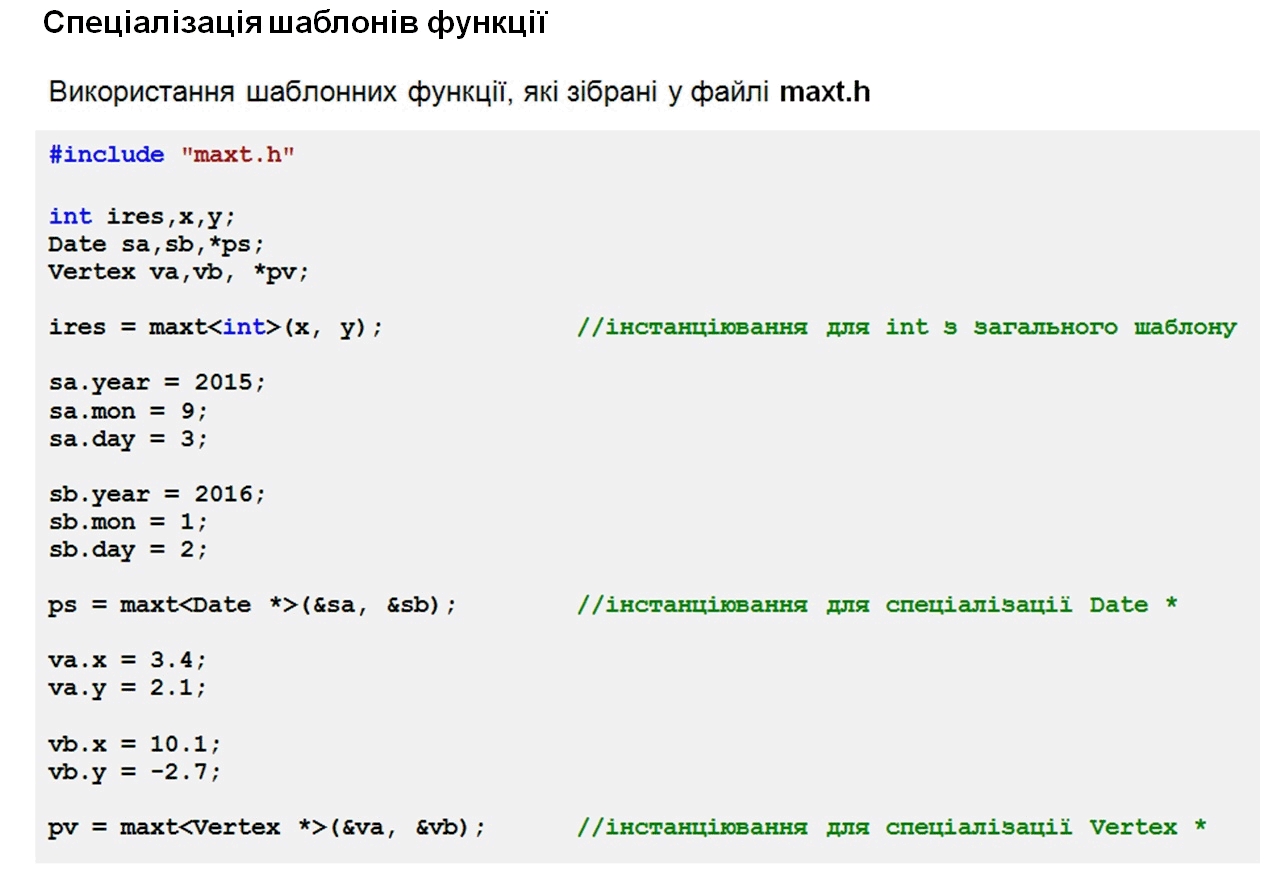 Спеціалізація шаблонів функції
Використання шаблонних функції, які зібрані у файлі maxt.h
#include "maxt.h"
int ires,x,y;
Date sa,sb,*ps;
Vertex va,vb, *pv;
ires = maxt<int>(x, y); //інстанціювання для int з загального шаблону
sa.year = 2015;
sa.mon = 9;
sa.day = 3;
sb.year = 2016;
sb.mon = 1;
sb.day = 2;
ps = maxt<Date *>(&sa, &sb); //інстанціювання для спеціалізації Date *
va.x = 3.4;
va.y = 2.1;
vb.x = 10.1;
vb.y = -2.7;
pv = maxt<Vertex *>(&va, &vb); //інстанціювання для спеціалізації Vertex *